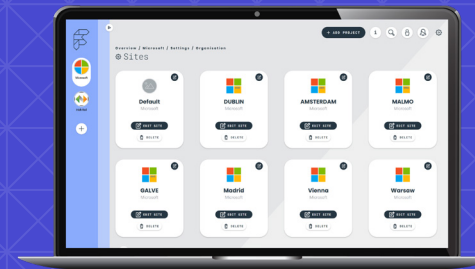 + ADD PROJECT
Overview / Microsoft / Settings / Organisation
Sites
Microsoft
Default
Microsoft
EDIT SITE
DELETE
DUBLIN
Microsoft
EDIT SITE
DELETE
AMSTERDAM
Microsoft
EDIT SITE
DELETE
MALMO
Microsoft
EDIT SITE
DELETE
GALVE
Microsoft
EDIT SITE
DELETE
Madrid
Microsoft
EDIT SITE
DELETE
Vienna
Microsoft
EDIT SITE
DELETE
Warsaw
Microsoft
EDIT SITE
DELETE